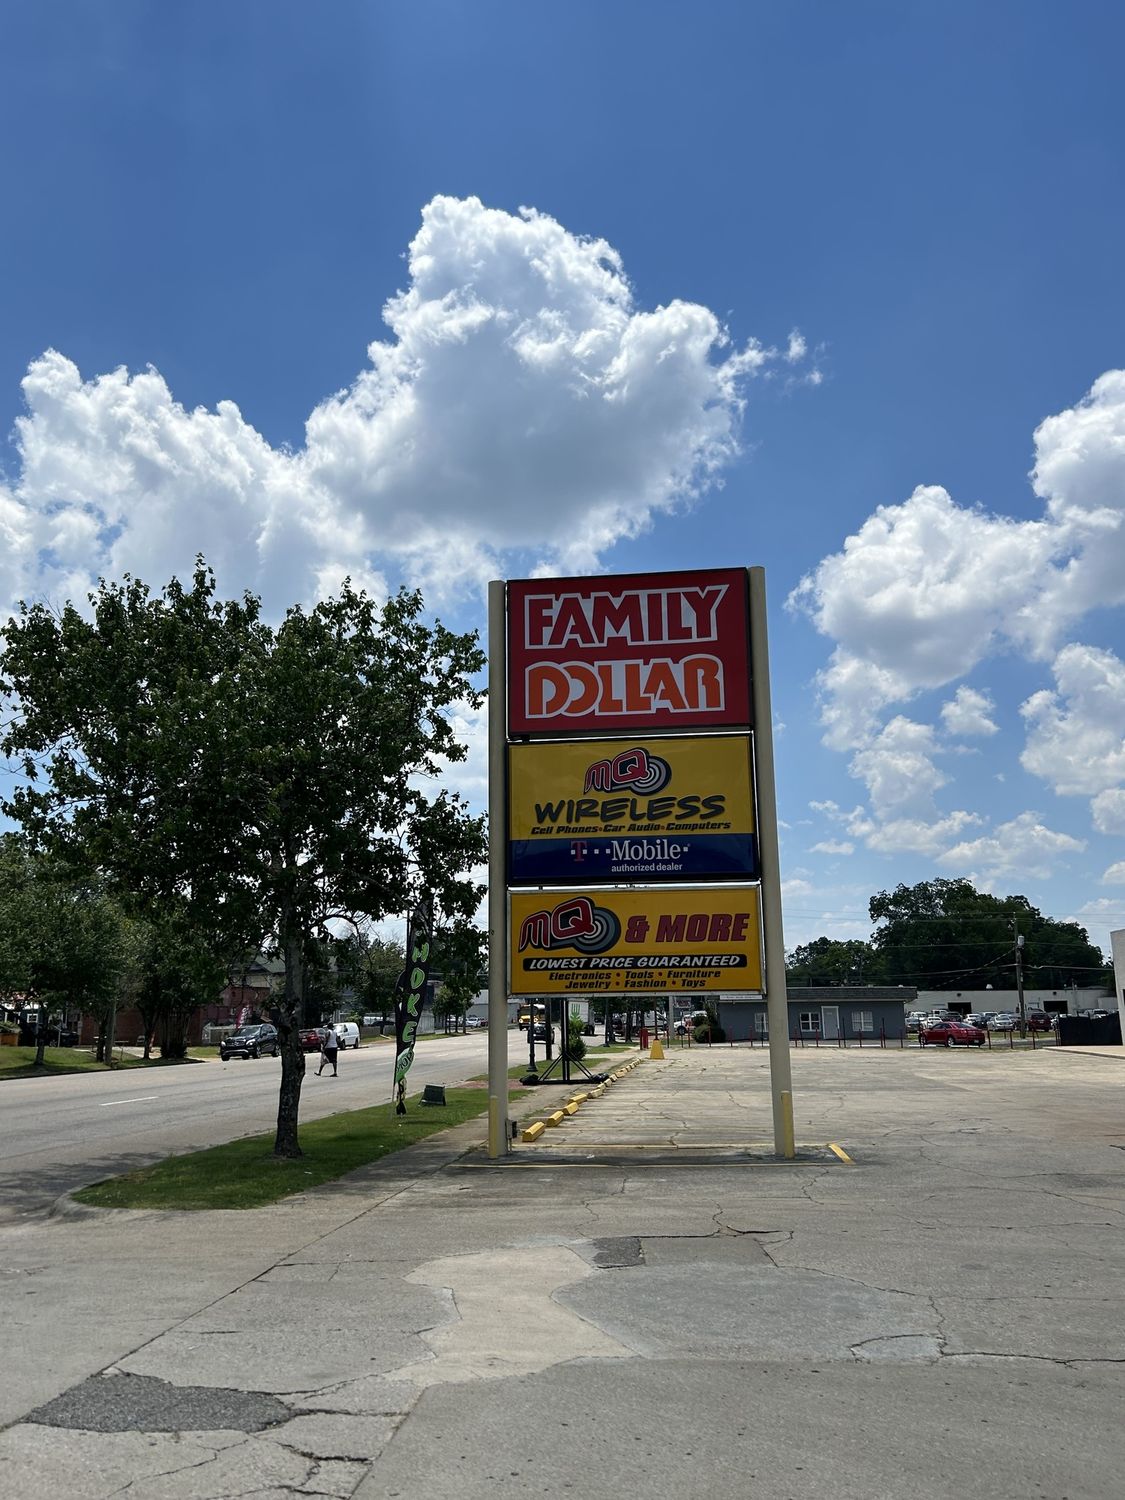 FAMILY
DOLLAR
MQ
WIRELESS
Cell Phones•Car Audio•Computers
T••Mobile•
authorized dealer
MQ & MORE
LOWEST PRICE GUARANTEED
Electronics • Tools • Furniture
Jewelry • Fashion • Toys
SMOKE